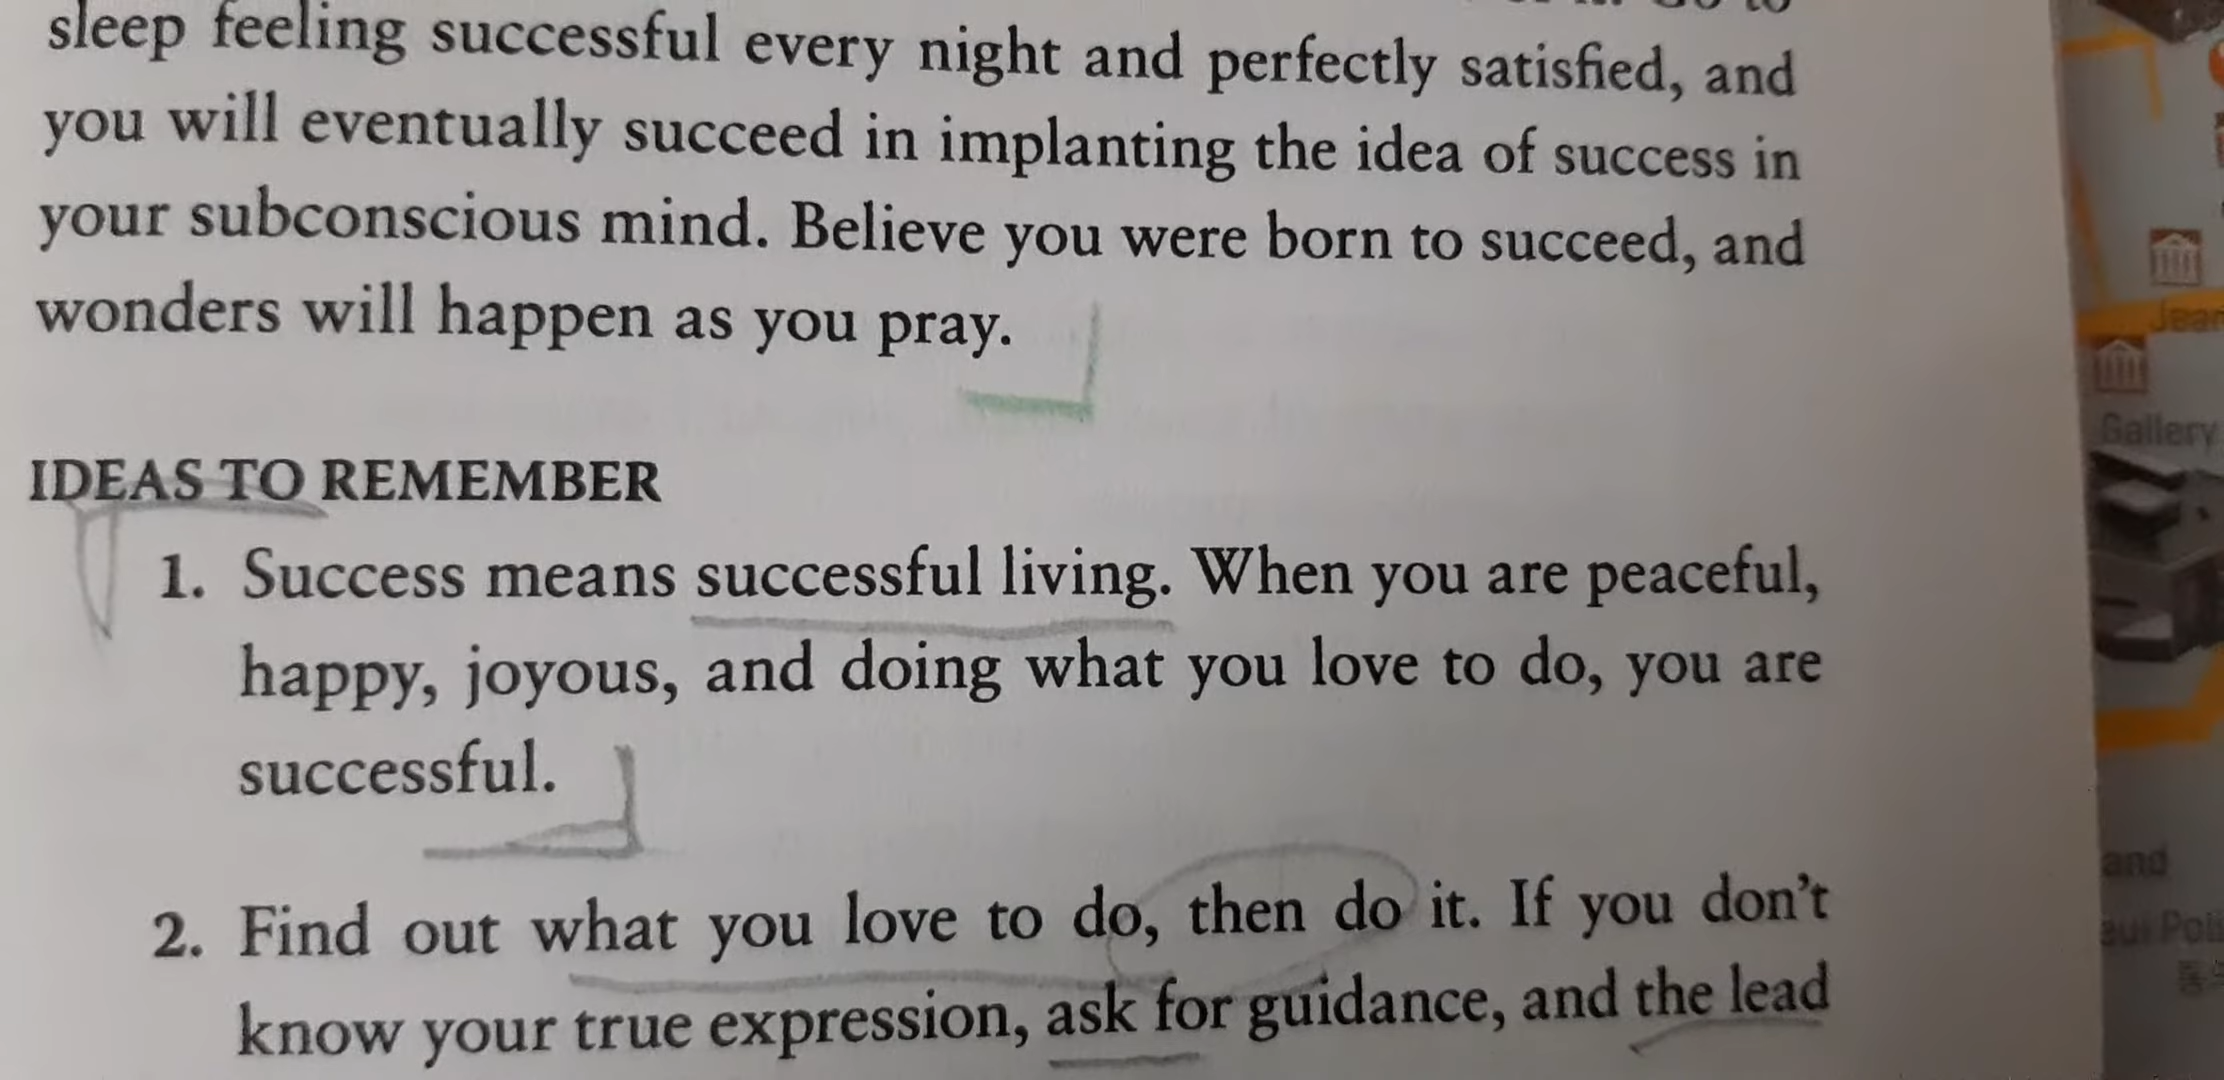 sleep feeling successful every night and perfectly satisfied, and
you will eventually succeed in implanting the idea of success in
your subconscious mind. Believe you were born to succeed, and
wonders will happen as you pray.
IDEAS TO REMEMBER
1. Success means successful living. When you are peaceful,
happy, joyous, and doing what you love to do, you are
successful.
2. Find out what you love to do, then do it. If you don't
know your true expression, ask for guidance, and the lead
Gallery
and